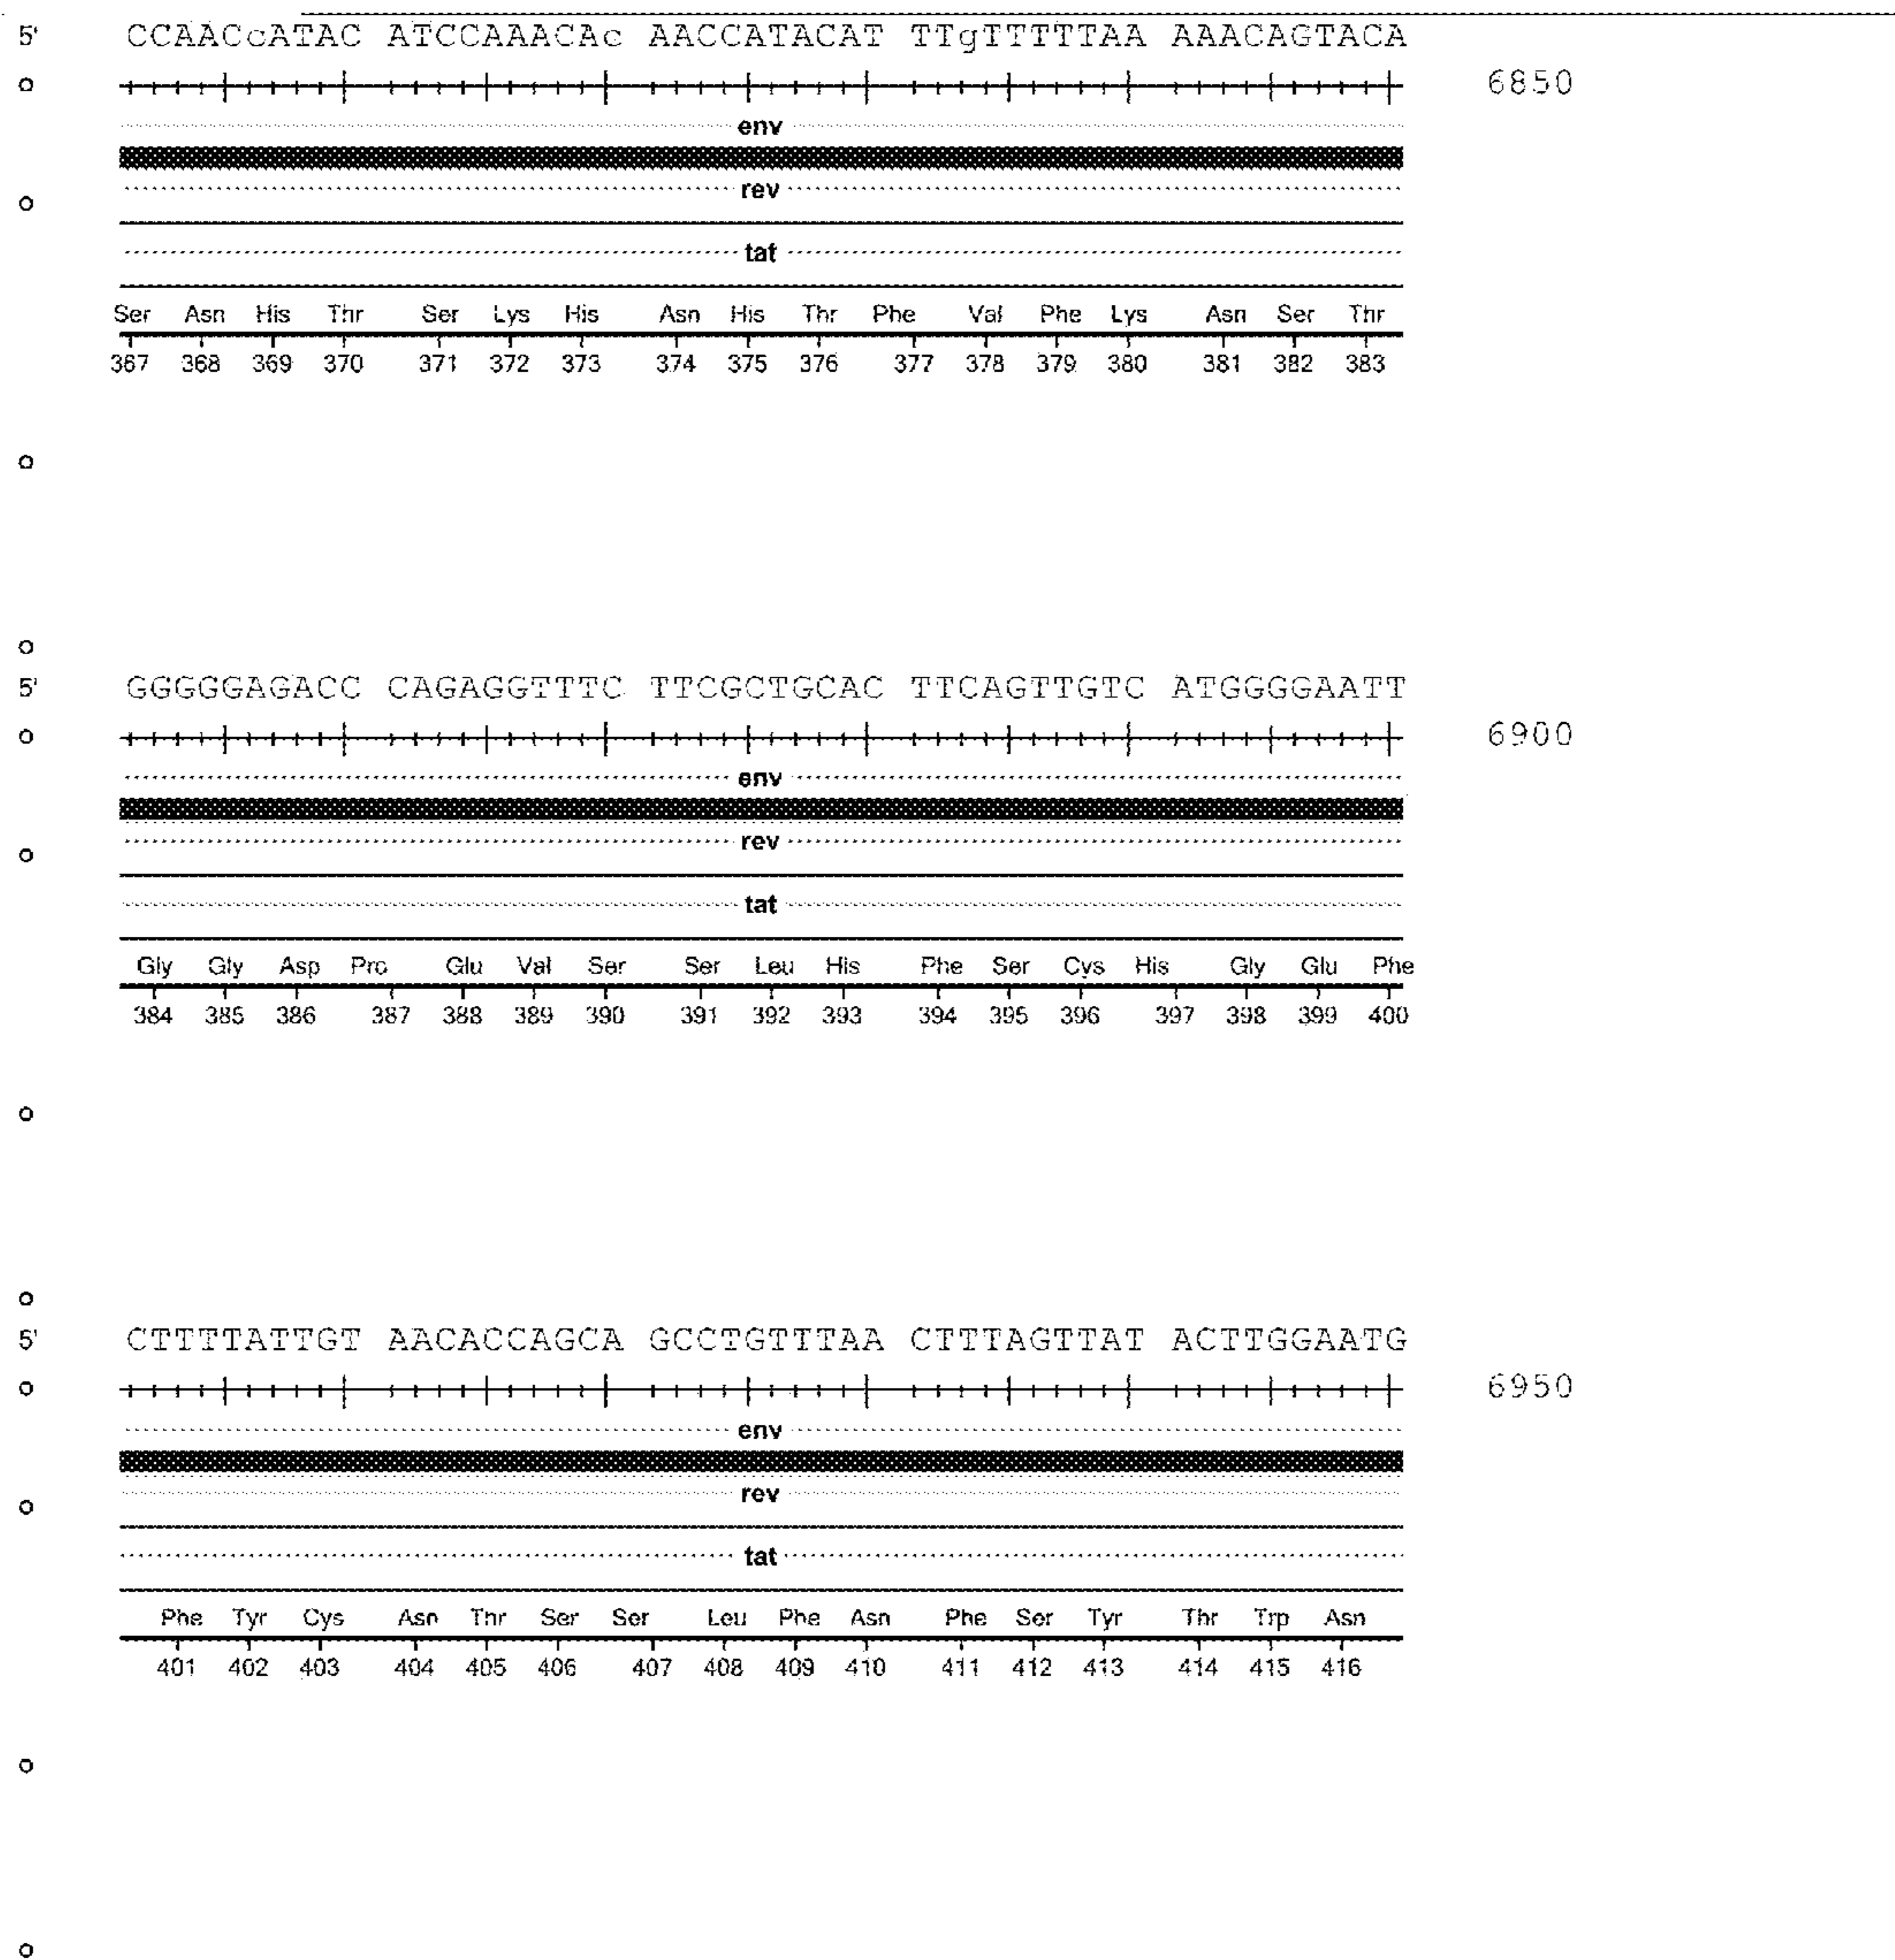 5' CCAACcATAC ATCCAAACAc AACCATACAT TTgTTTTTAA AAACAGTACA
6850
env
rev
tat
Ser Asn His Thr Ser Lys His Asn His Thr Phe Val Phe Lys Asn Ser Thr
367 368 369 370 371 372 373 374 375 376 377 378 379 380 381 382 383
5' GGGGGAGACC CAGAGGTTTC TTCGCTGCAC TTCAGTTGTC ATGGGGAATT
6900
env
rev
tat
Gly Gly Asp Pro Glu Val Ser Ser Leu His Phe Ser Cys His Gly Glu Phe
384 385 386 387 388 389 390 391 392 393 394 395 396 397 398 399 400
5' CTTTTATTGT AACACCAGCA GCCTGTTTAA CTTTAGTTAT ACTTGGAATG
6950
env
rev
tat
Phe Tyr Cys Asn Thr Ser Ser Leu Phe Asn Phe Ser Tyr Thr Trp Asn
401 402 403 404 405 406 407 408 409 410 411 412 413 414 415 416